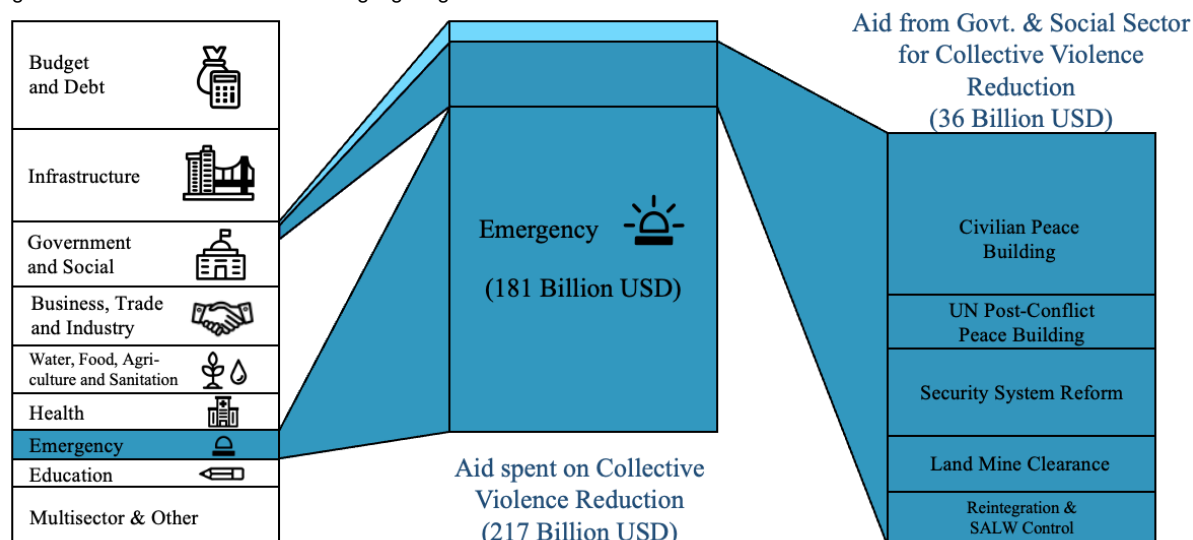 Budget
and Debt
Infrastructure
Government
and Social
Business, Trade
and Industry
Water, Food, Agri-
culture and Sanitation
Health
Emergency
Education
Multisector & Other
Emergency
(181 Billion USD)
Aid spent on Collective
Violence Reduction
(217 Billion USD)
Aid from Govt. & Social Sector
for Collective Violence
Reduction
(36 Billion USD)
Civilian Peace
Building
UN Post-Conflict
Peace Building
Security System Reform
Land Mine Clearance
Reintegration &
SALW Control